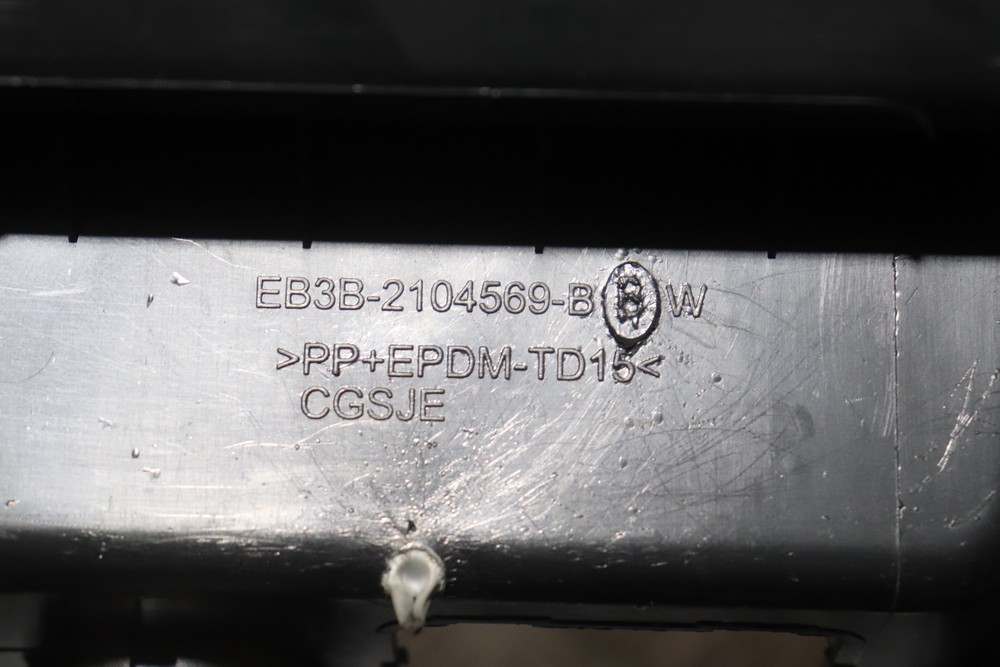 EB3B-2104569-B B W
>PP+EPDM-TD15<
CGSJE